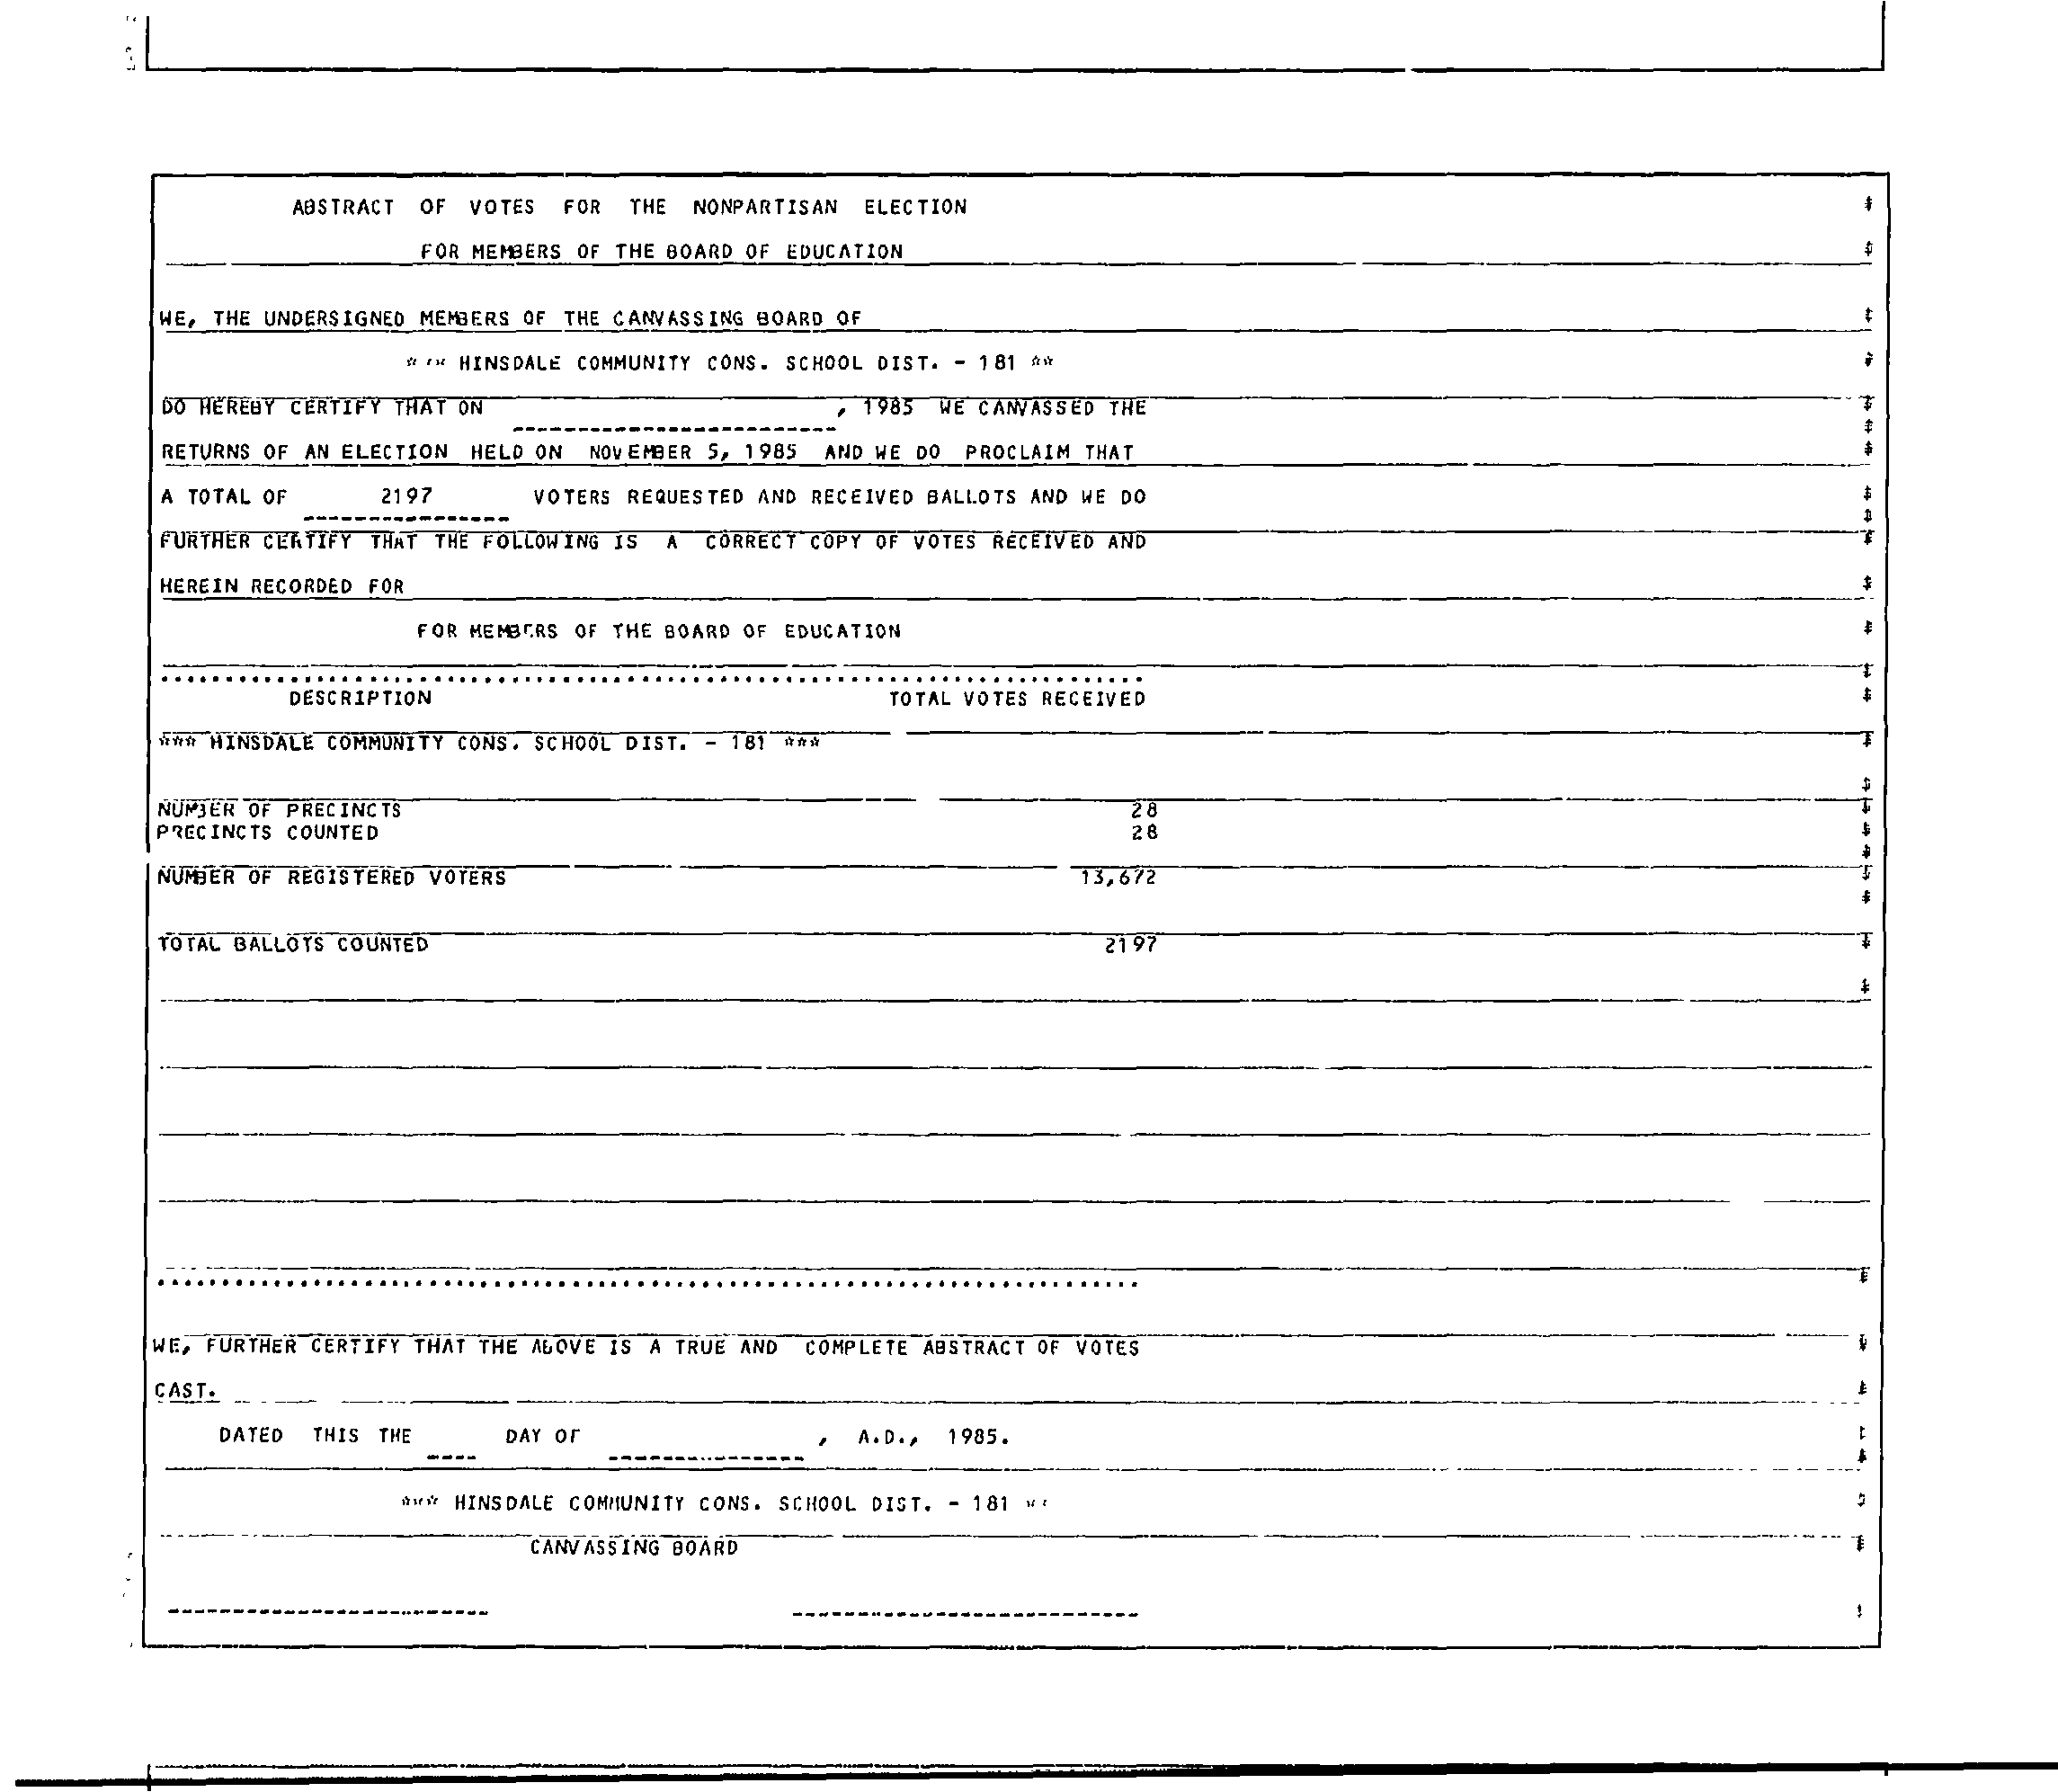 ABSTRACT OF VOTES FOR THE NONPARTISAN ELECTION
FOR MEMBERS OF THE BOARD OF EDUCATION
WE, THE UNDERSIGNED MEMBERS OF THE CANVASSING BOARD OF
*** HINSDALE COMMUNITY CONS. SCHOOL DIST. - 181 **
DO HEREBY CERTIFY THAT ON , 1985 WE CANVASSED THE
RETURNS OF AN ELECTION HELD ON NOVEMBER 5, 1985 AND WE DO PROCLAIM THAT
A TOTAL OF 2197 VOTERS REQUESTED AND RECEIVED BALLOTS AND WE DO
FURTHER CERTIFY THAT THE FOLLOWING IS A CORRECT COPY OF VOTES RECEIVED AND
HEREIN RECORDED FOR
FOR MEMBERS OF THE BOARD OF EDUCATION
DESCRIPTION TOTAL VOTES RECEIVED
*** HINSDALE COMMUNITY CONS. SCHOOL DIST. - 181 ***
NUMBER OF PRECINCTS 28
PRECINCTS COUNTED 28
NUMBER OF REGISTERED VOTERS 13,672
TOTAL BALLOTS COUNTED 2197
WE, FURTHER CERTIFY THAT THE ABOVE IS A TRUE AND COMPLETE ABSTRACT OF VOTES
CAST.
DATED THIS THE DAY OF , A.D., 1985.
*** HINSDALE COMMUNITY CONS. SCHOOL DIST. - 181 **
CANVASSING BOARD